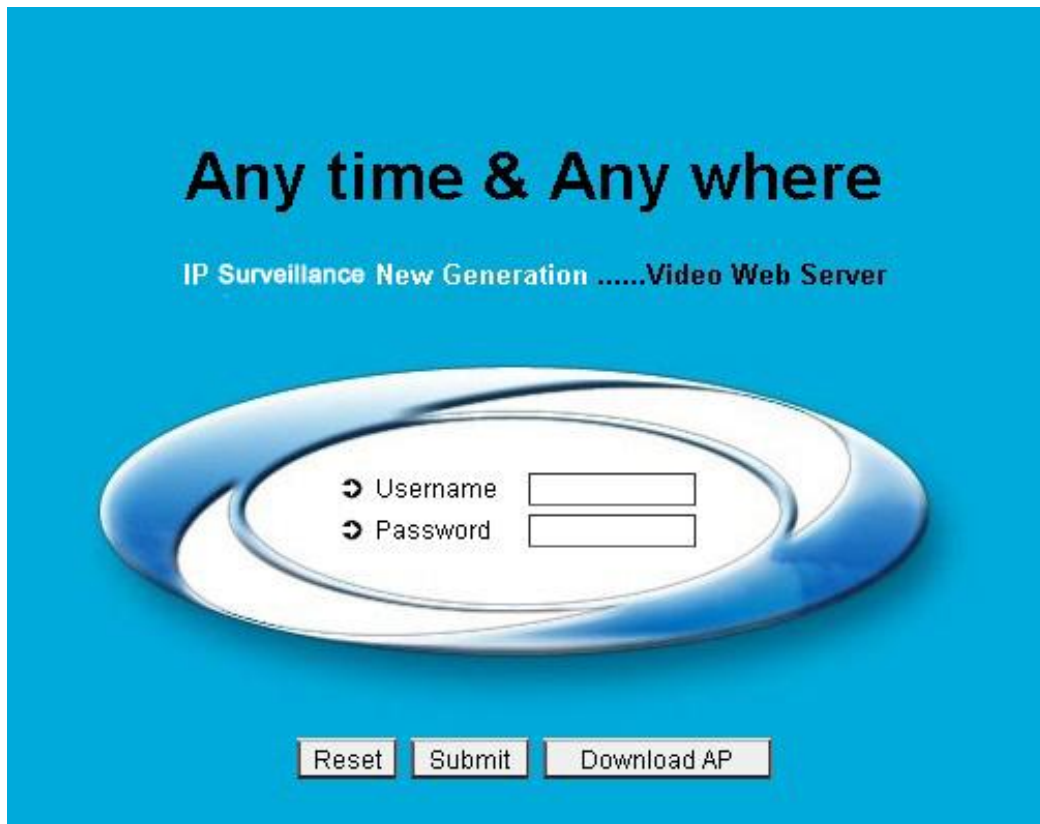 Any time & Any where
IP Surveillance New Generation ......Video Web Server
Username
Password
Reset Submit Download AP